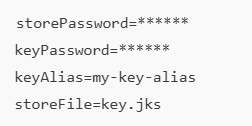 storePassword=******
keyPassword=******
keyAlias=my-key-alias
storeFile=key.jks